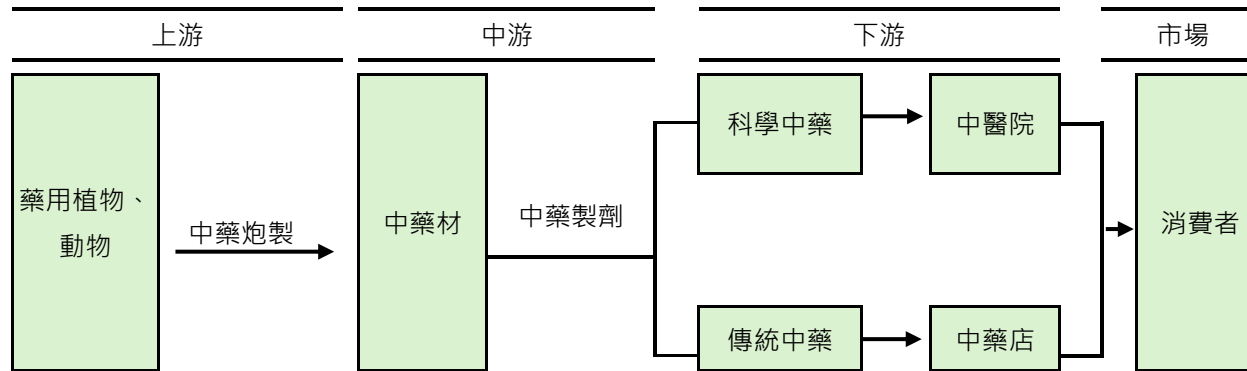 上游
中游
下游
市場
藥用植物、
動物
中藥炮製
中藥材
中藥製劑
科學中藥
中醫院
傳統中藥
中藥店
消費者